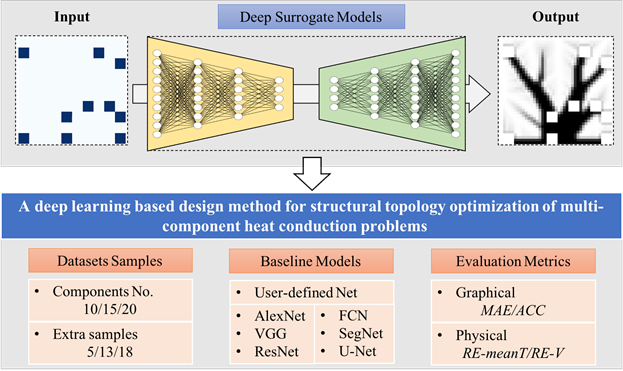 Input
Deep Surrogate Models
Output
A deep learning based design method for structural topology optimization of multi-
component heat conduction problems
Datasets Samples
• Components No.
10/15/20
• Extra samples
5/13/18
Baseline Models
• User-defined Net
• AlexNet
• VGG
• ResNet
• FCN
• SegNet
• U-Net
Evaluation Metrics
• Graphical
MAE/ACC
• Physical
RE-meanT/RE-V